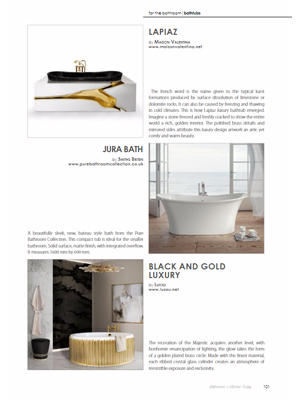 for the bathroom | bathtubs
LAPIAZ
By MAISON VALENTINA
www.maisonvalentina.net
The French word is the name given to the typical karst
formations produced by surface dissolution of limestone or
dolomite rocks. It can also be caused by freezing and thawing
in cold climates. This is how Lapiaz luxury bathtub emerged.
Imagine a stone freezed and freshly cracked to show the entire
world a rich, golden interior. The polished brass details and
mirrored sides attribute this luxury design artwork an artic yet
comfy and warm beauty.
JURA BATH
By
www.purebathroomcollection.co.uk
A beautifully sleek, new, bateau style bath from the Pure
Bathroom Collection. This compact tub is ideal for the smaller
bathroom. Solid surface, matte finish, with integrated overflow.
It measures 1600 mm by 690 mm.
BLACK AND GOLD
LUXURY
By LUXXU
www.luxxu.net
The recreation of the Majestic acquires another level, with
bonhomie emancipation of lighting, the glow takes the form
of a golden plated brass circle. Made with the finest material,
each ribbed crystal glass cylinder creates an atmosphere of
irresistible exposure and exclusivity.
121